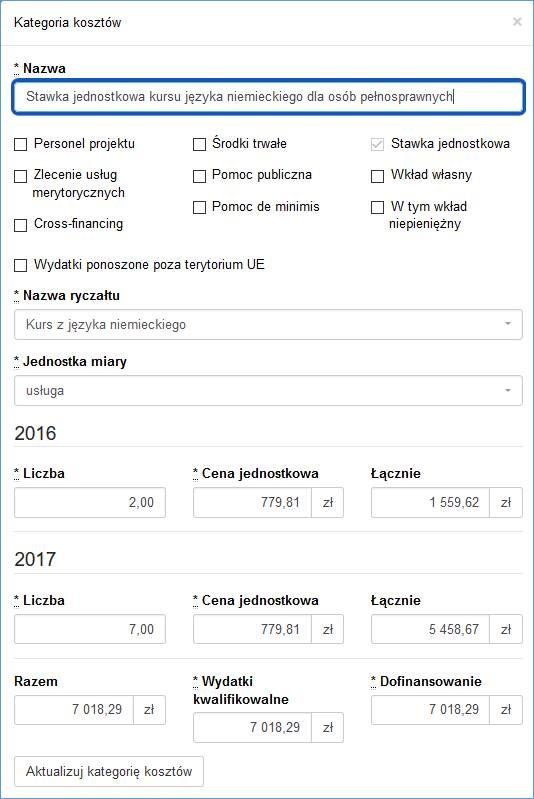 Kategoria kosztów ×
* Nazwa
Stawka jednostkowa kursu języka niemieckiego dla osób pełnosprawnych
Personel projektu Środki trwałe Stawka jednostkowa
Zlecenie usług merytorycznych Pomoc publiczna Wkład własny
Cross-financing Pomoc de minimis W tym wkład niepieniężny
Wydatki ponoszone poza terytorium UE
* Nazwa ryczałtu
Kurs z języka niemieckiego
* Jednostka miary
usługa
2016
* Liczba * Cena jednostkowa Łącznie
2,00 779,81 zł 1 559,62 zł
2017
* Liczba * Cena jednostkowa Łącznie
7,00 779,81 zł 5 458,67 zł
Razem * Wydatki kwalifikowalne * Dofinansowanie
7 018,29 zł 7 018,29 zł 7 018,29 zł
Aktualizuj kategorię kosztów